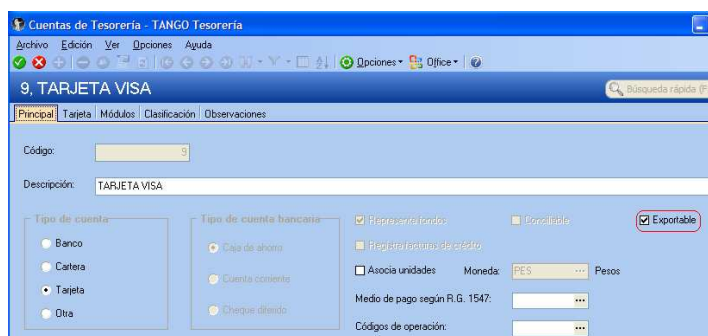 Cuentas de Tesorería - TANGO Tesorería
Archivo Edición Ver Opciones Ayuda
Opciones Office
9, TARJETA VISA
Búsqueda rápida (F
Principal Tarjeta Módulos Clasificación Observaciones
Código: 9
Descripción: TARJETA VISA
Tipo de cuenta Tipo de cuenta bancaria Representa fondos Conciliable Exportable
Banco Caja de ahorro Registra facturas de crédito
Cartera Cuenta corriente Asocia unidades Moneda: PES ... Pesos
Tarjeta Medio de pago según R.G. 1547: ...
Otra Cheque diferido Códigos de operación: ...